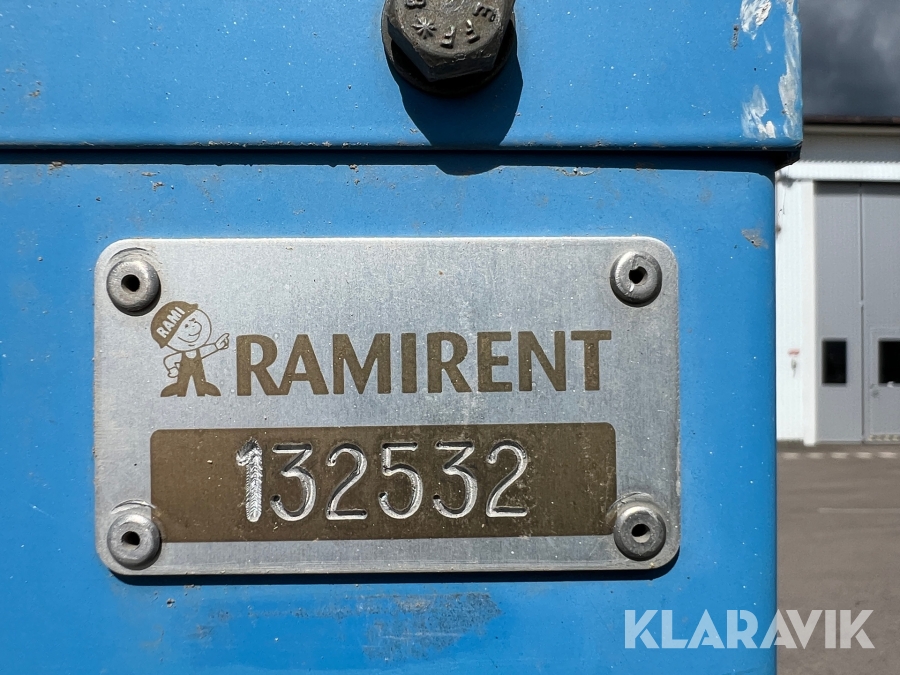 RAMI
RAMIRENT
132532
KLARAVIK